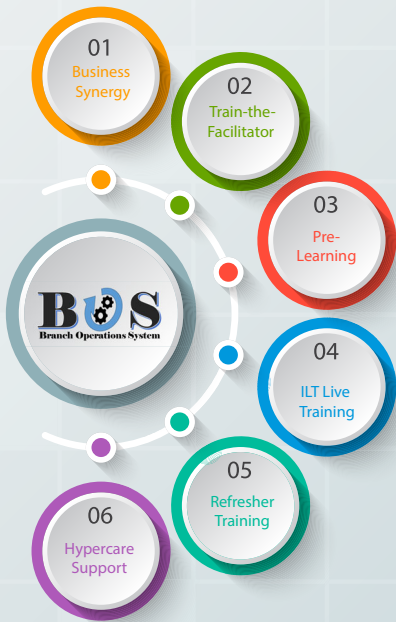 01
Business
Synergy
02
Train-the-
Facilitator
03
Pre-
Learning
BOS
Branch Operations System
04
ILT Live
Training
05
Refresher
Training
06
Hypercare
Support